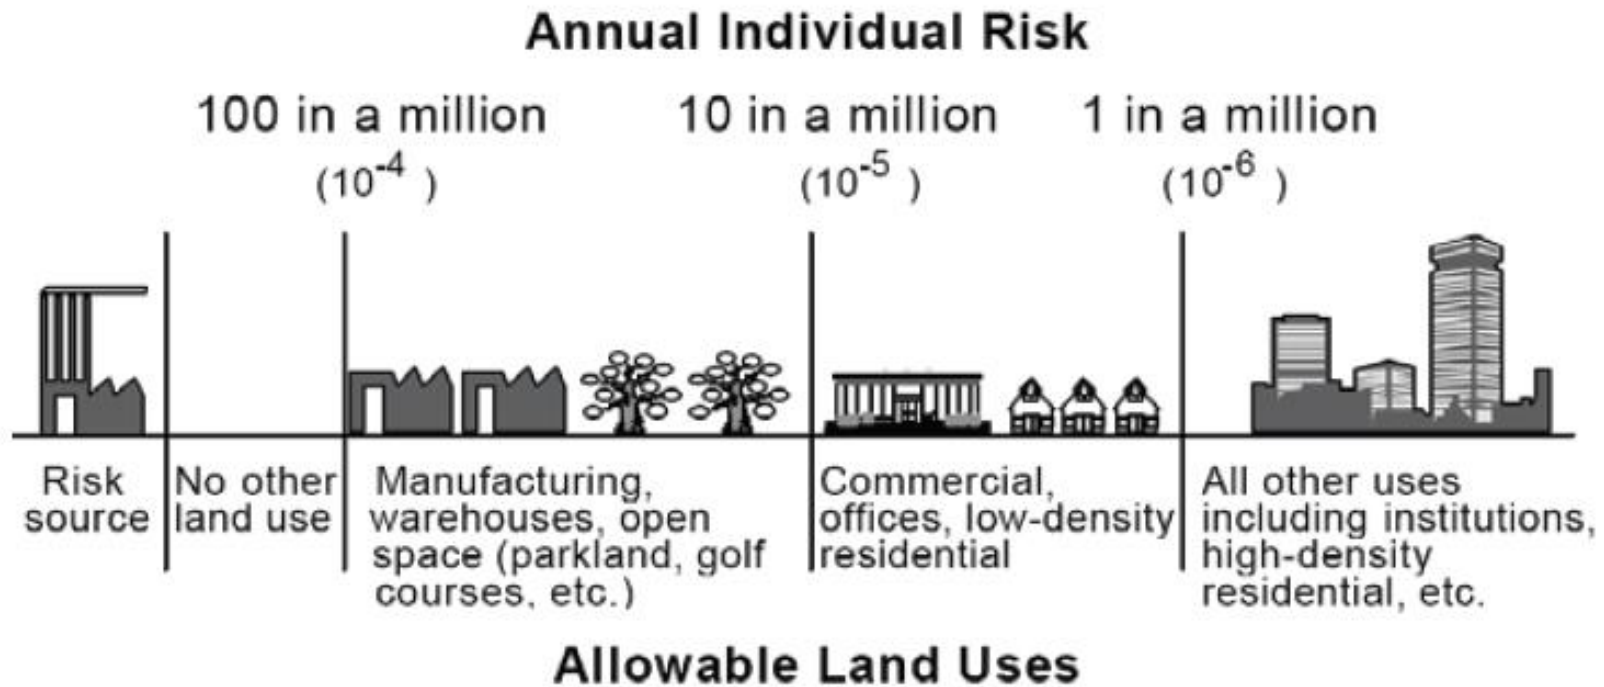 Annual Individual Risk
100 in a million
(10-4 )
10 in a million
(10-5 )
1 in a million
(10-6 )
Risk
source
No other
land use
Manufacturing,
warehouses, open
space (parkland, golf
courses, etc.)
Commercial,
offices, low-density
residential
All other uses
including institutions,
high-density
residential, etc.
Allowable Land Uses